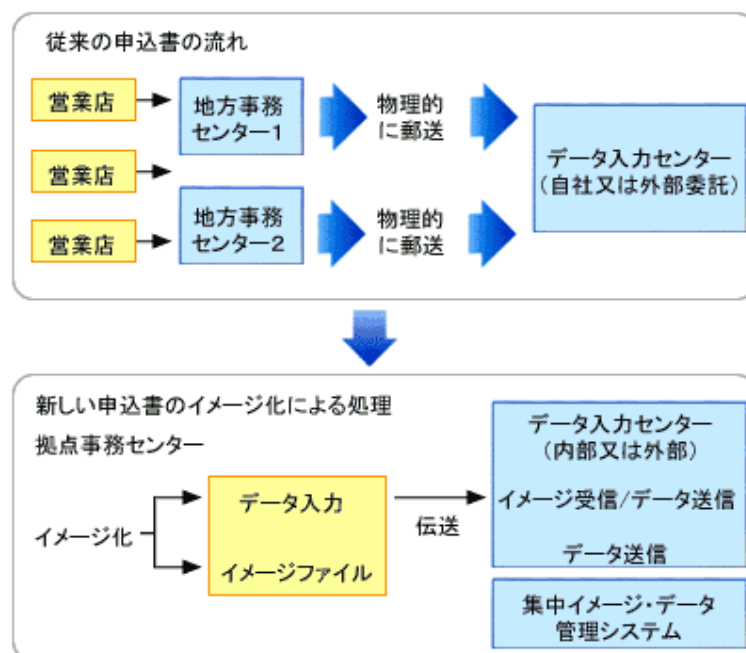 従来の申込書の流れ
営業店
地方事務
センター1
物理的
に郵送
営業店
データ入力センター
（自社又は外部委託）
営業店
地方事務
センター2
物理的
に郵送
新しい申込書のイメージ化による処理
拠点事務センター
イメージ化
データ入力
イメージファイル
伝送
データ入力センター
（内部又は外部）
イメージ受信/データ送信
データ送信
集中イメージ・データ
管理システム